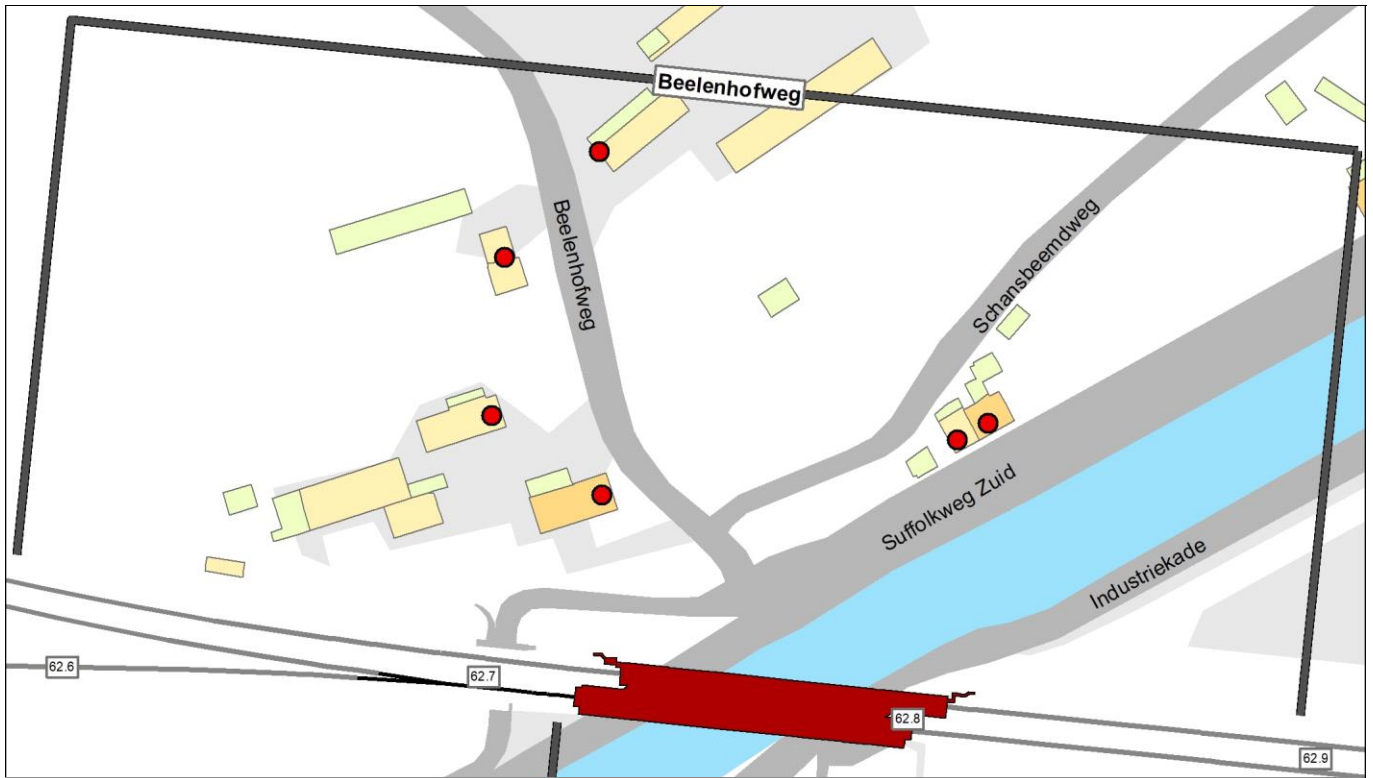 Beelenhofweg
Beelenhofweg
Schansbeemdweg
Suffolkweg Zuid
Industriekade
62.6
62.7
62.8
62.9